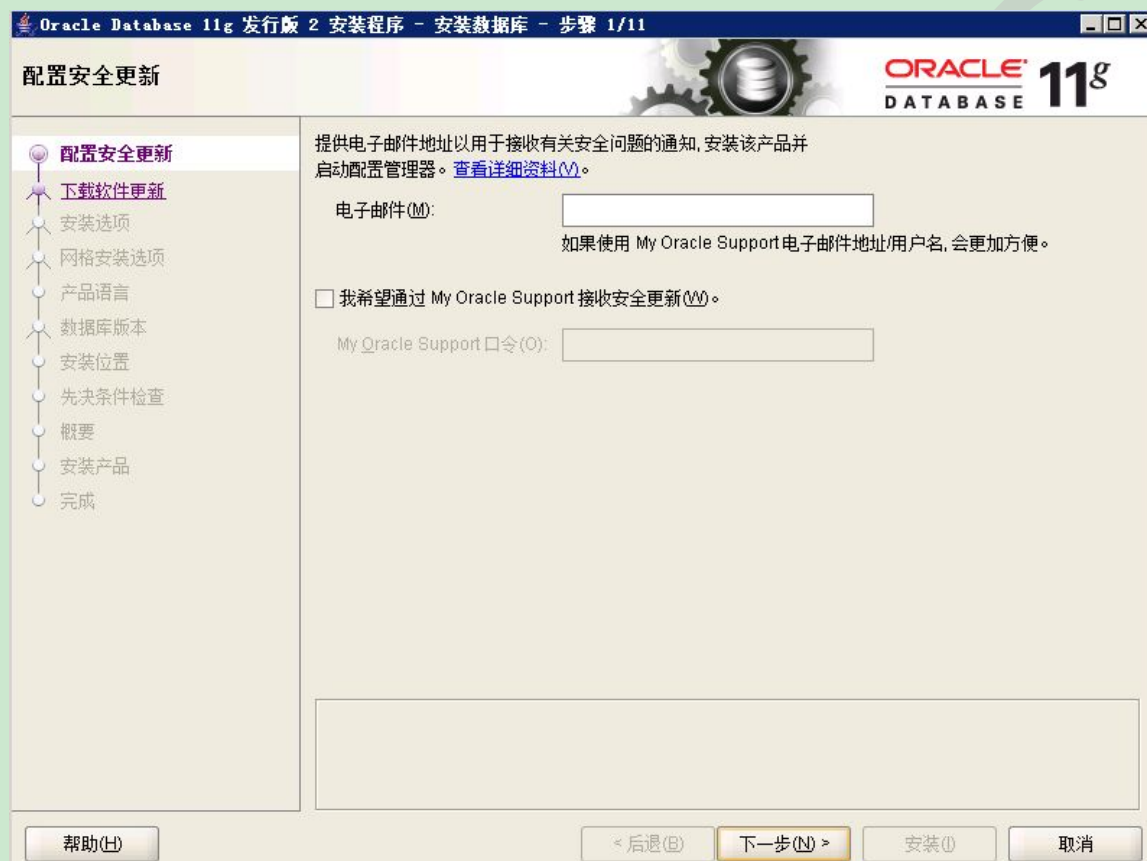 Oracle Database 11g 发行版 2 安装程序 - 安装数据库 - 步骤 1/11
配置安全更新
ORACLE
DATABASE
11g
配置安全更新
下载软件更新
安装选项
网格安装选项
产品语言
数据库版本
安装位置
先决条件检查
概要
安装产品
完成
提供电子邮件地址以用于接收有关安全问题的通知, 安装该产品并
启动配置管理器。查看详细资料(V)。
电子邮件(M):
如果使用 My Oracle Support 电子邮件地址/用户名, 会更加方便。
我希望通过 My Oracle Support 接收安全更新(W)。
My Oracle Support 口令(O):
帮助(H)
< 后退(B)
下一步(N) >
安装(I)
取消